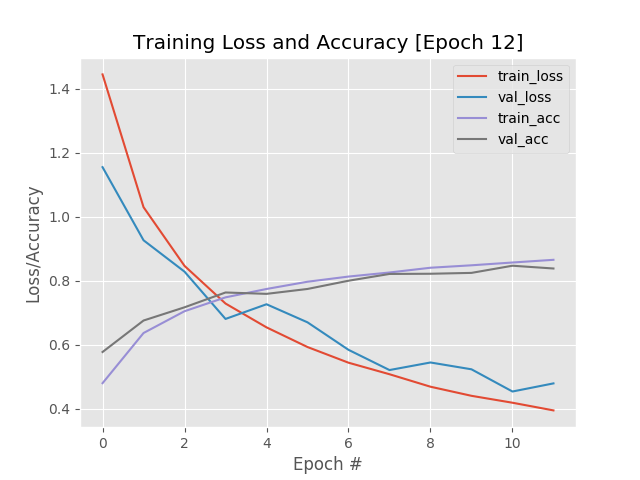 Training Loss and Accuracy [Epoch 12]
train_loss
val_loss
train_acc
val_acc
1.4
1.2
1.0
0.8
0.6
0.4
Loss/Accuracy
0 2 4 6 8 10
Epoch #